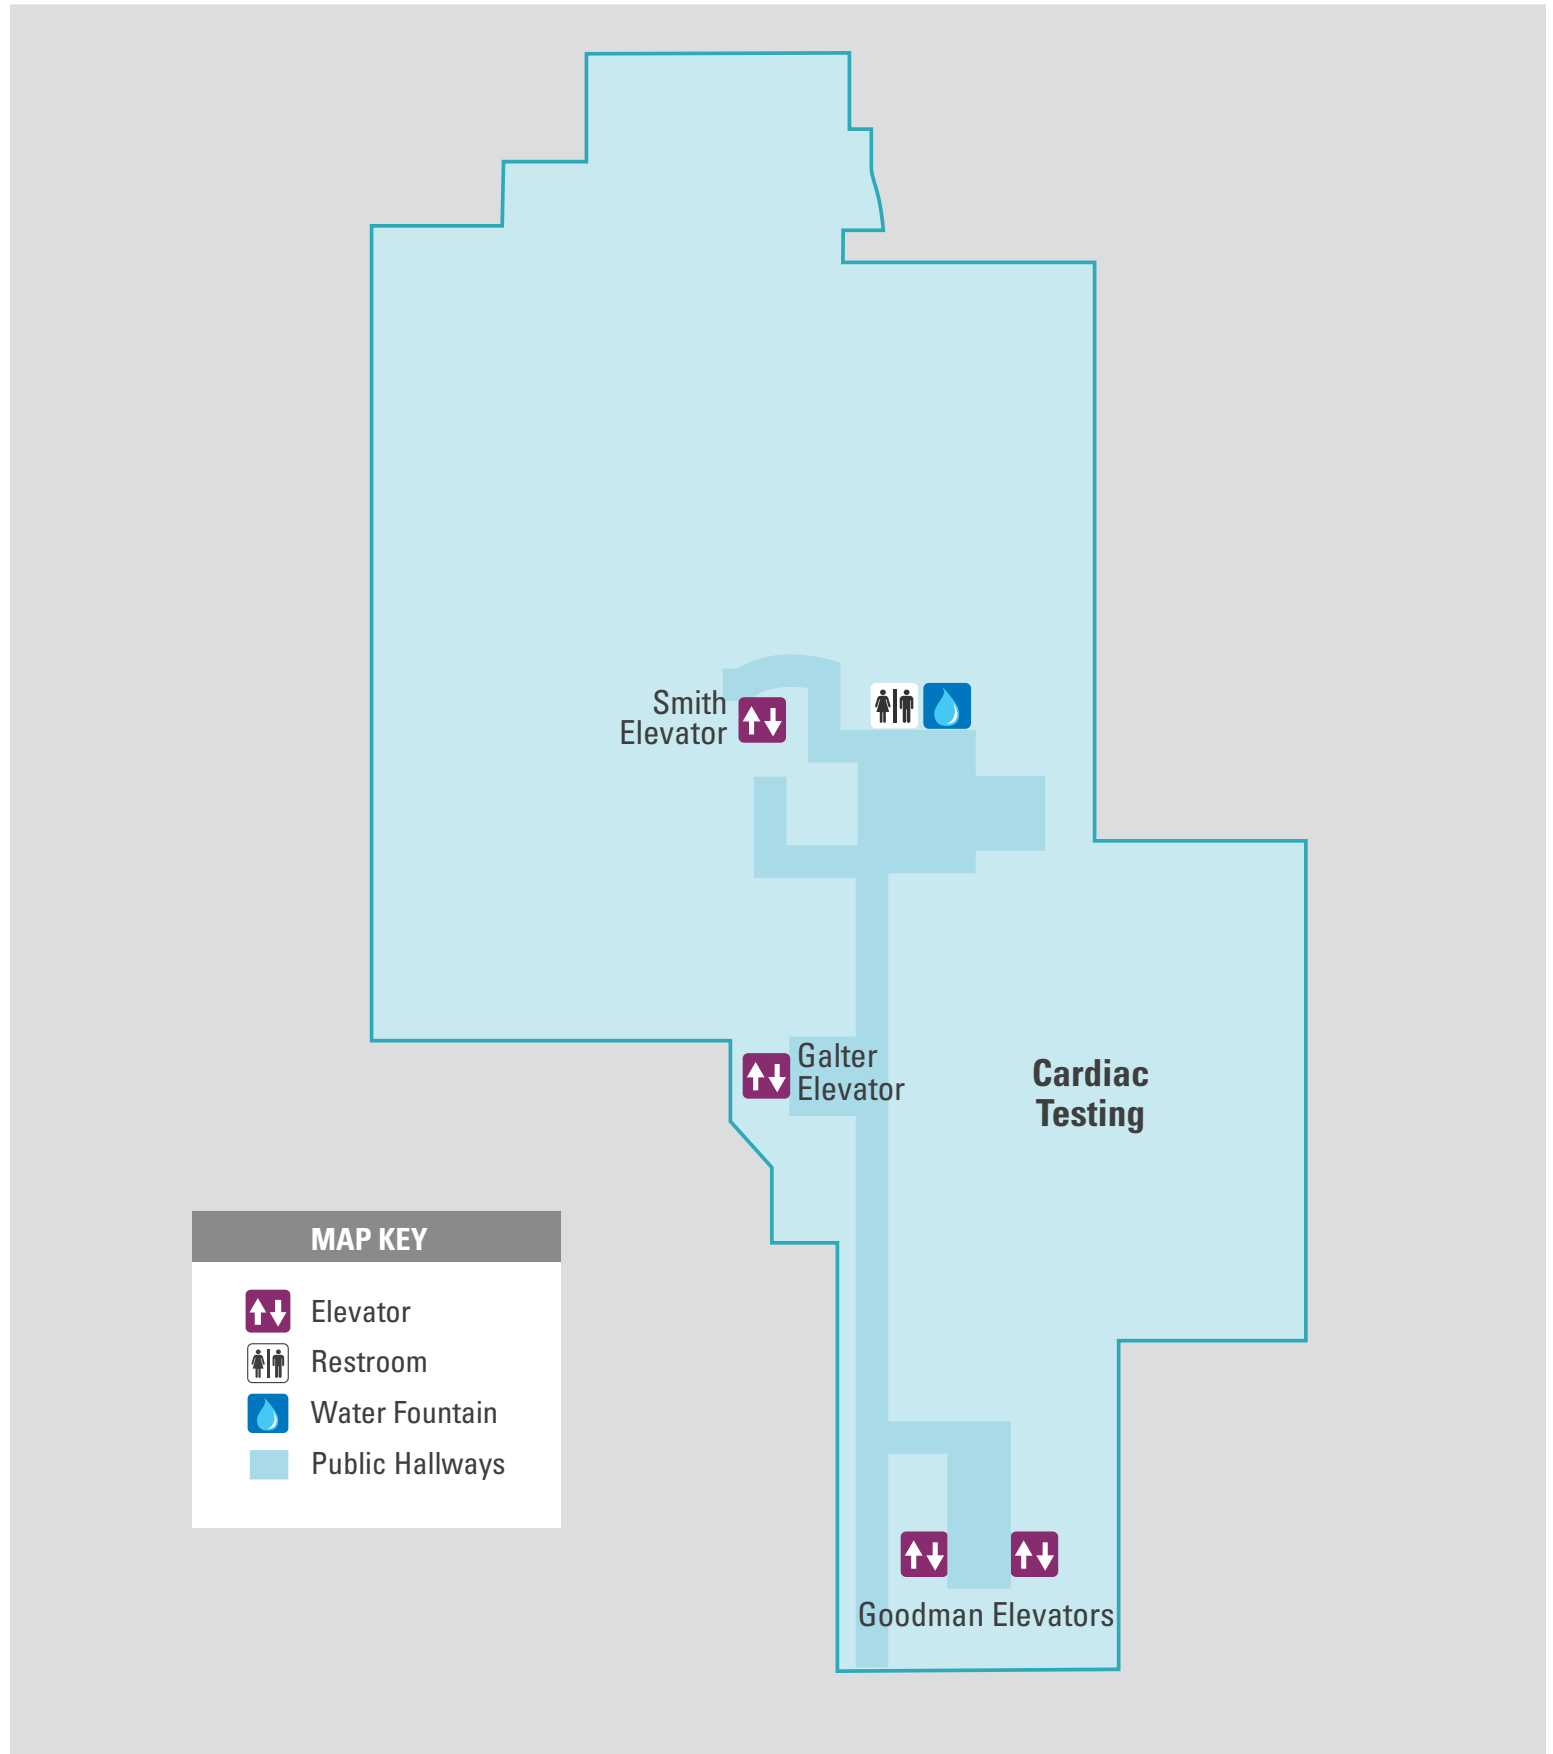 Smith
Elevator
Galter
Elevator
Cardiac
Testing
MAP KEY
Elevator
Restroom
Water Fountain
Public Hallways
Goodman Elevators